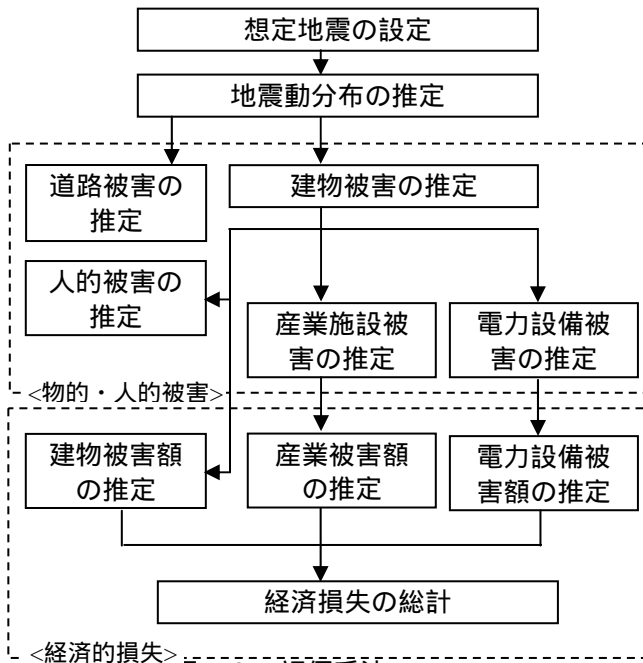 想定地震の設定
地震動分布の推定
道路被害の
推定
建物被害の推定
人的被害の
推定
産業施設被
害の推定
電力設備被
害の推定
<物的・人的被害>
建物被害額
の推定
産業被害額
の推定
電力設備被
害額の推定
経済損失の総計
<経済的損失>